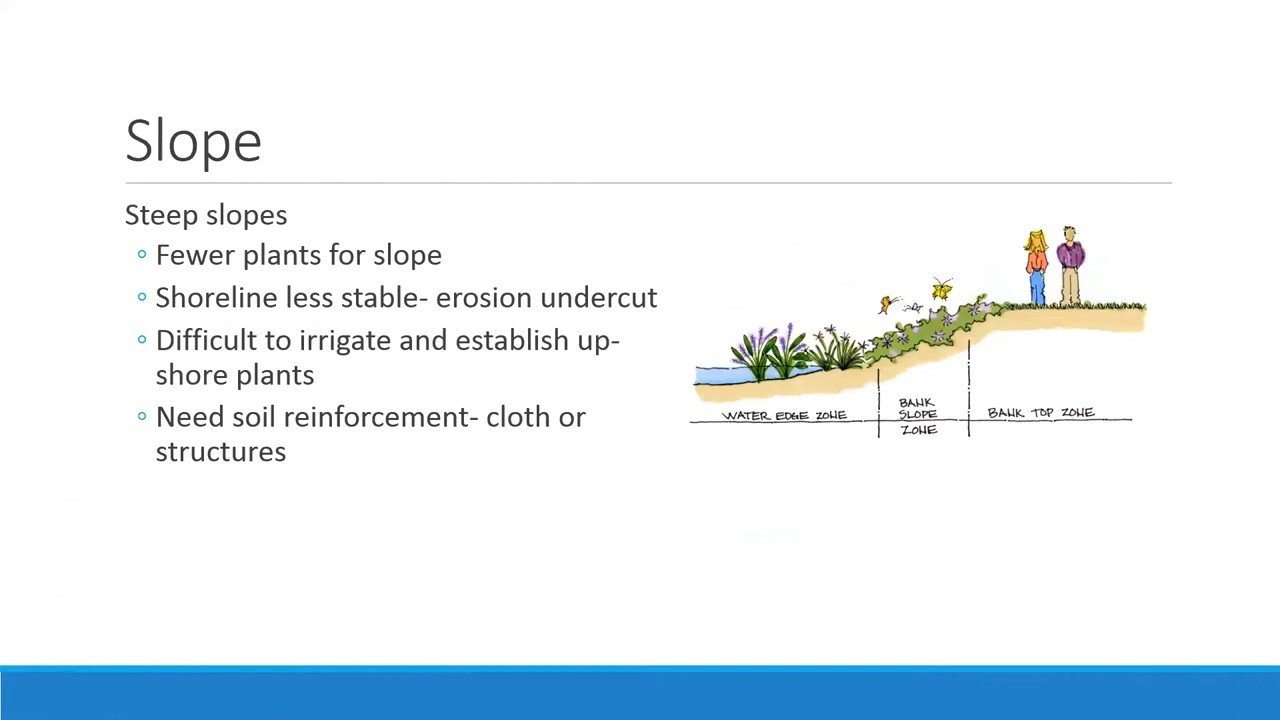 Slope
Steep slopes
◦ Fewer plants for slope
◦ Shoreline less stable- erosion undercut
◦ Difficult to irrigate and establish up-
shore plants
◦ Need soil reinforcement- cloth or
structures
WATER EDGE ZONE
BANK
SLOPE
ZONE
BANK TOP ZONE